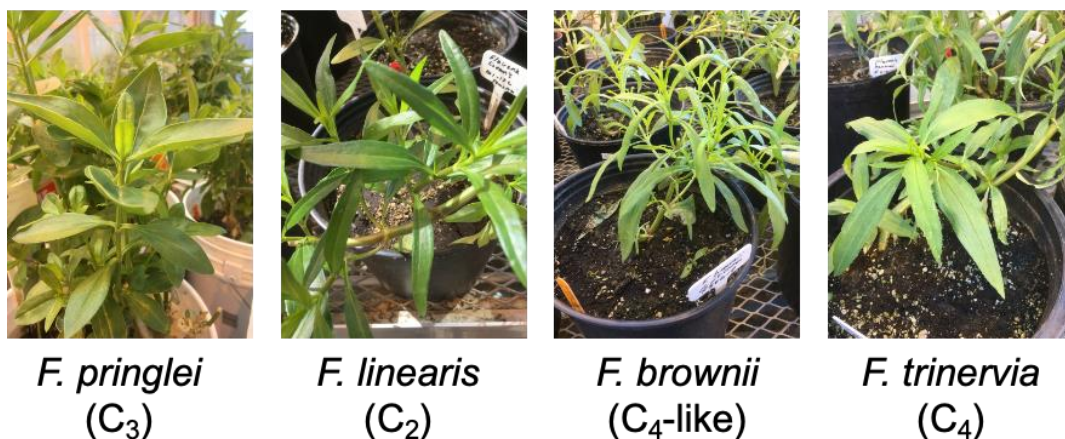 F. pringlei
(C₃)
F. linearis
(C₂)
F. brownii
(C₄-like)
F. trinervia
(C₄)